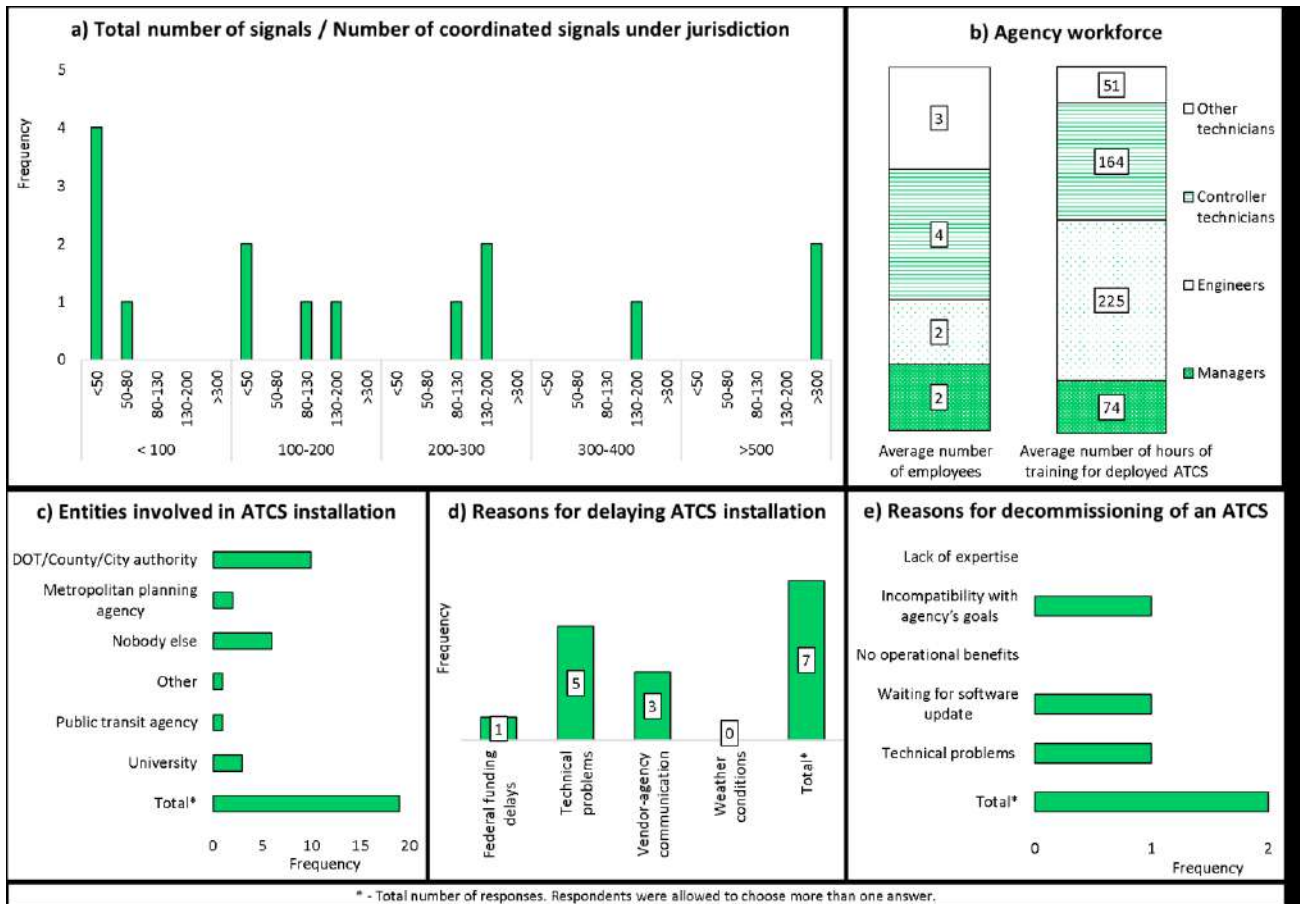 a) Total number of signals / Number of coordinated signals under jurisdiction
Frequency
5
4
3
2
1
0
<50
50-80
80-130
130-200
>300
<50
50-80
80-130
130-200
>300
<50
50-80
80-130
130-200
>300
<50
50-80
80-130
130-200
>300
<50
50-80
80-130
130-200
>300
< 100
100-200
200-300
300-400
>500
b) Agency workforce
3
4
2
2
Average number
of employees
51
164
225
74
Average number of hours of
training for deployed ATCS
Other
technicians
Controller
technicians
Engineers
Managers
c) Entities involved in ATCS installation
DOT/County/City authority
Metropolitan planning
agency
Nobody else
Other
Public transit agency
University
Total*
0 5 10 15 20
Frequency
d) Reasons for delaying ATCS installation
Frequency
1
5
3
0
7
Federal funding
delays
Technical
problems
Vendor-agency
communication
Weather
conditions
Total*
e) Reasons for decommissioning of an ATCS
Lack of expertise
Incompatibility with
agency's goals
No operational benefits
Waiting for software
update
Technical problems
Total*
0 1 2
Frequency
* - Total number of responses. Respondents were allowed to choose more than one answer.